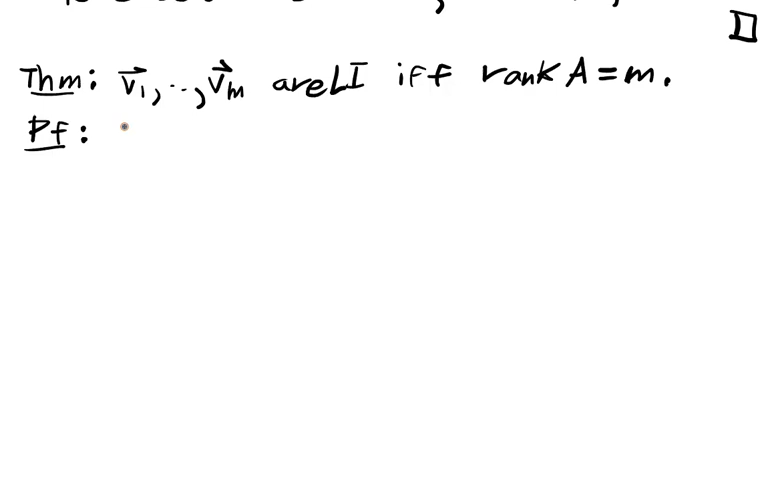 Thm: v⃗₁, ··, v⃗ₘ are LI iff rank A = m.
Pf: